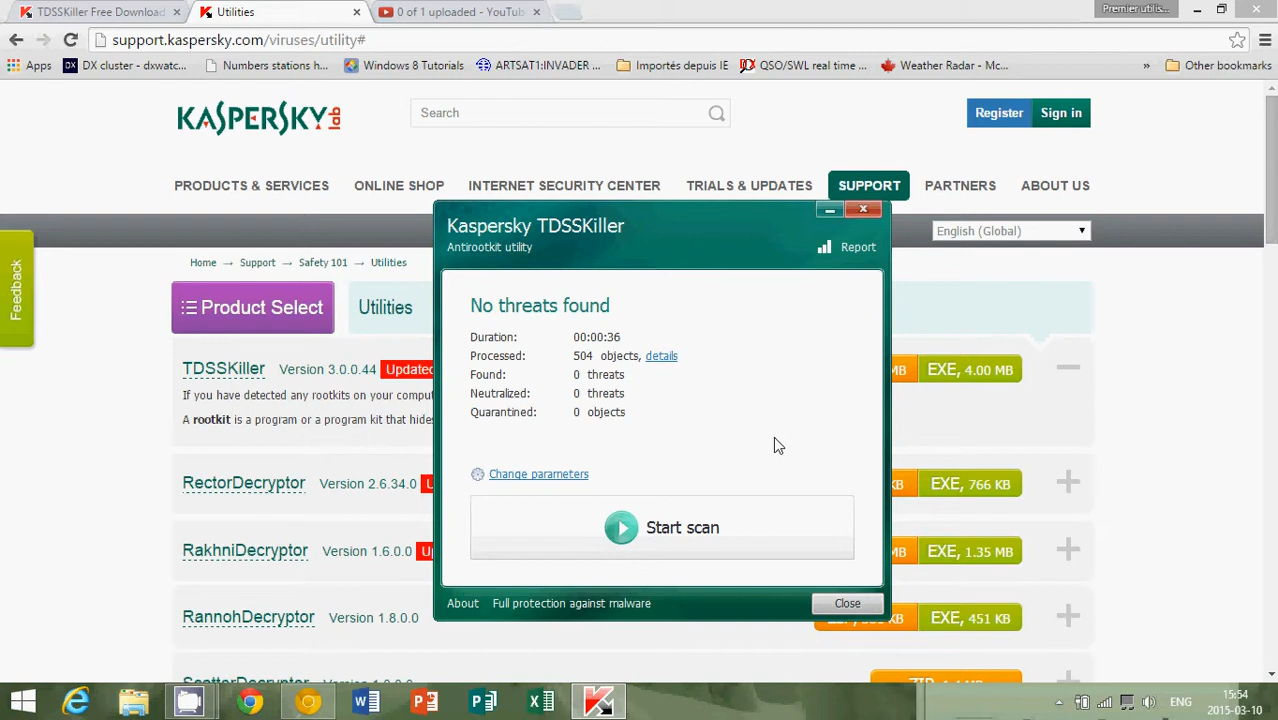 TDSSKiller Free Download
Utilities
0 of 1 uploaded - YouTub
Premier utilis...
support.kaspersky.com/viruses/utility#
Apps
DX cluster - dxwatc...
Numbers stations h...
Windows 8 Tutorials
ARTSAT1:INVADER ...
Importés depuis IE
QSO/SWL real time ...
Weather Radar - Mc...
»
Other bookmarks
KASPERSKY lab
Search
Register
Sign in
PRODUCTS & SERVICES
ONLINE SHOP
INTERNET SECURITY CENTER
TRIALS & UPDATES
SUPPORT
PARTNERS
ABOUT US
English (Global)
Feedback
Home → Support → Safety 101 → Utilities
Product Select
Utilities
TDSSKiller Version 3.0.0.44 Updated
MB
EXE, 4.00 MB
If you have detected any rootkits on your comput
A rootkit is a program or a program kit that hides
RectorDecryptor Version 2.6.34.0 U
KB
EXE, 766 KB
RakhniDecryptor Version 1.6.0.0 Up
MB
EXE, 1.35 MB
RannohDecryptor Version 1.8.0.0
KB
EXE, 451 KB
Kaspersky TDSSKiller
Antirootkit utility
Report
No threats found
Duration: 00:00:36
Processed: 504 objects, details
Found: 0 threats
Neutralized: 0 threats
Quarantined: 0 objects
Change parameters
Start scan
About
Full protection against malware
Close
ENG
15:54
2015-03-10